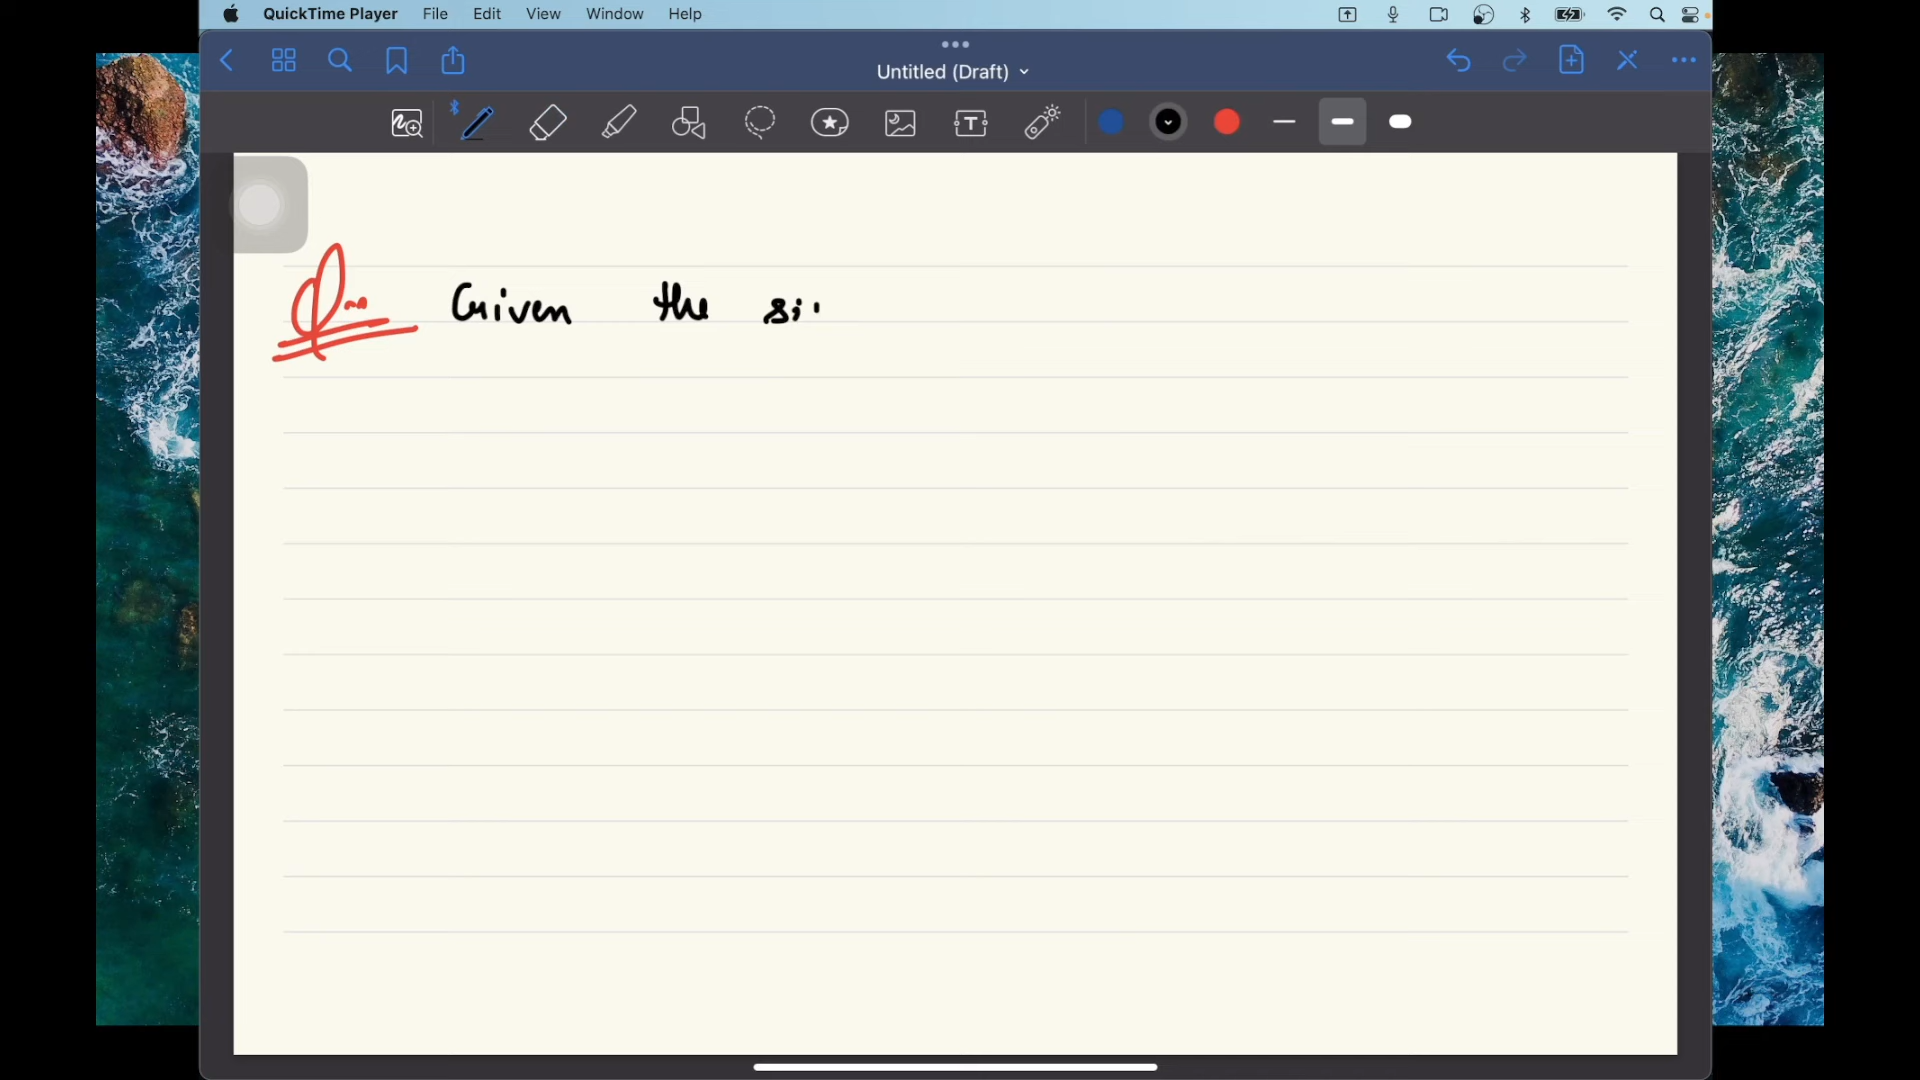 QuickTime Player File Edit View Window Help
Untitled (Draft)
Given the si